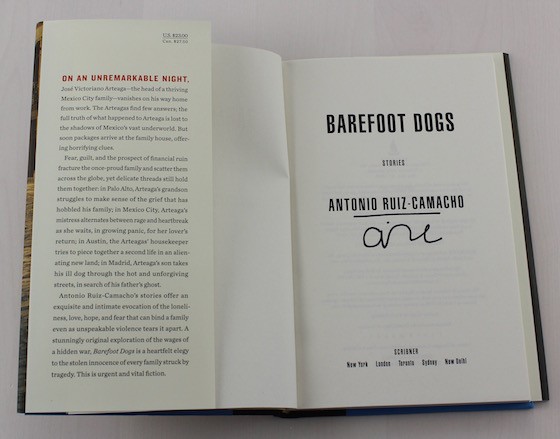 U.S. $23.00
ON AN UNREMARKABLE NIGHT,
José Victoriano Arteaga—the head of a thriving
Mexico City family—vanishes on his way home
from work. The Arteagas find few answers; the
full truth of what happened to Arteaga is lost to
the shadows of Mexico's vast underworld. But
soon packages arrive at the family house, offer-
ing horrifying clues.
Fear, guilt, and the prospect of financial ruin
fracture the once-proud family and scatter them
across the globe, yet delicate threads still hold
them together: in Palo Alto, Arteaga's grandson
struggles to make sense of the grief that has
hobbled his family; in Mexico City, Arteaga's
mistress alternates between rage and heartbreak
as she waits, in growing panic, for her lover's
return; in Austin, the Arteagas' housekeeper
tries to piece together a second life in an alien-
ating new land; in Madrid, Arteaga's son takes
his ill dog through the hot and unforgiving
streets, in search of his father's ghost.
Antonio Ruiz-Camacho's stories offer an
exquisite and intimate evocation of the loneli-
ness, love, hope, and fear that can bind a family
even as unspeakable violence tears it apart. A
stunningly original exploration of the wages of
a hidden war, Barefoot Dogs is a heartfelt elegy
to the stolen innocence of every family struck by
tragedy. This is urgent and vital fiction.
BAREFOOT DOGS
STORIES
ANTONIO RUIZ-CAMACHO
SCRIBNER
New York London Toronto Sydney New Delhi